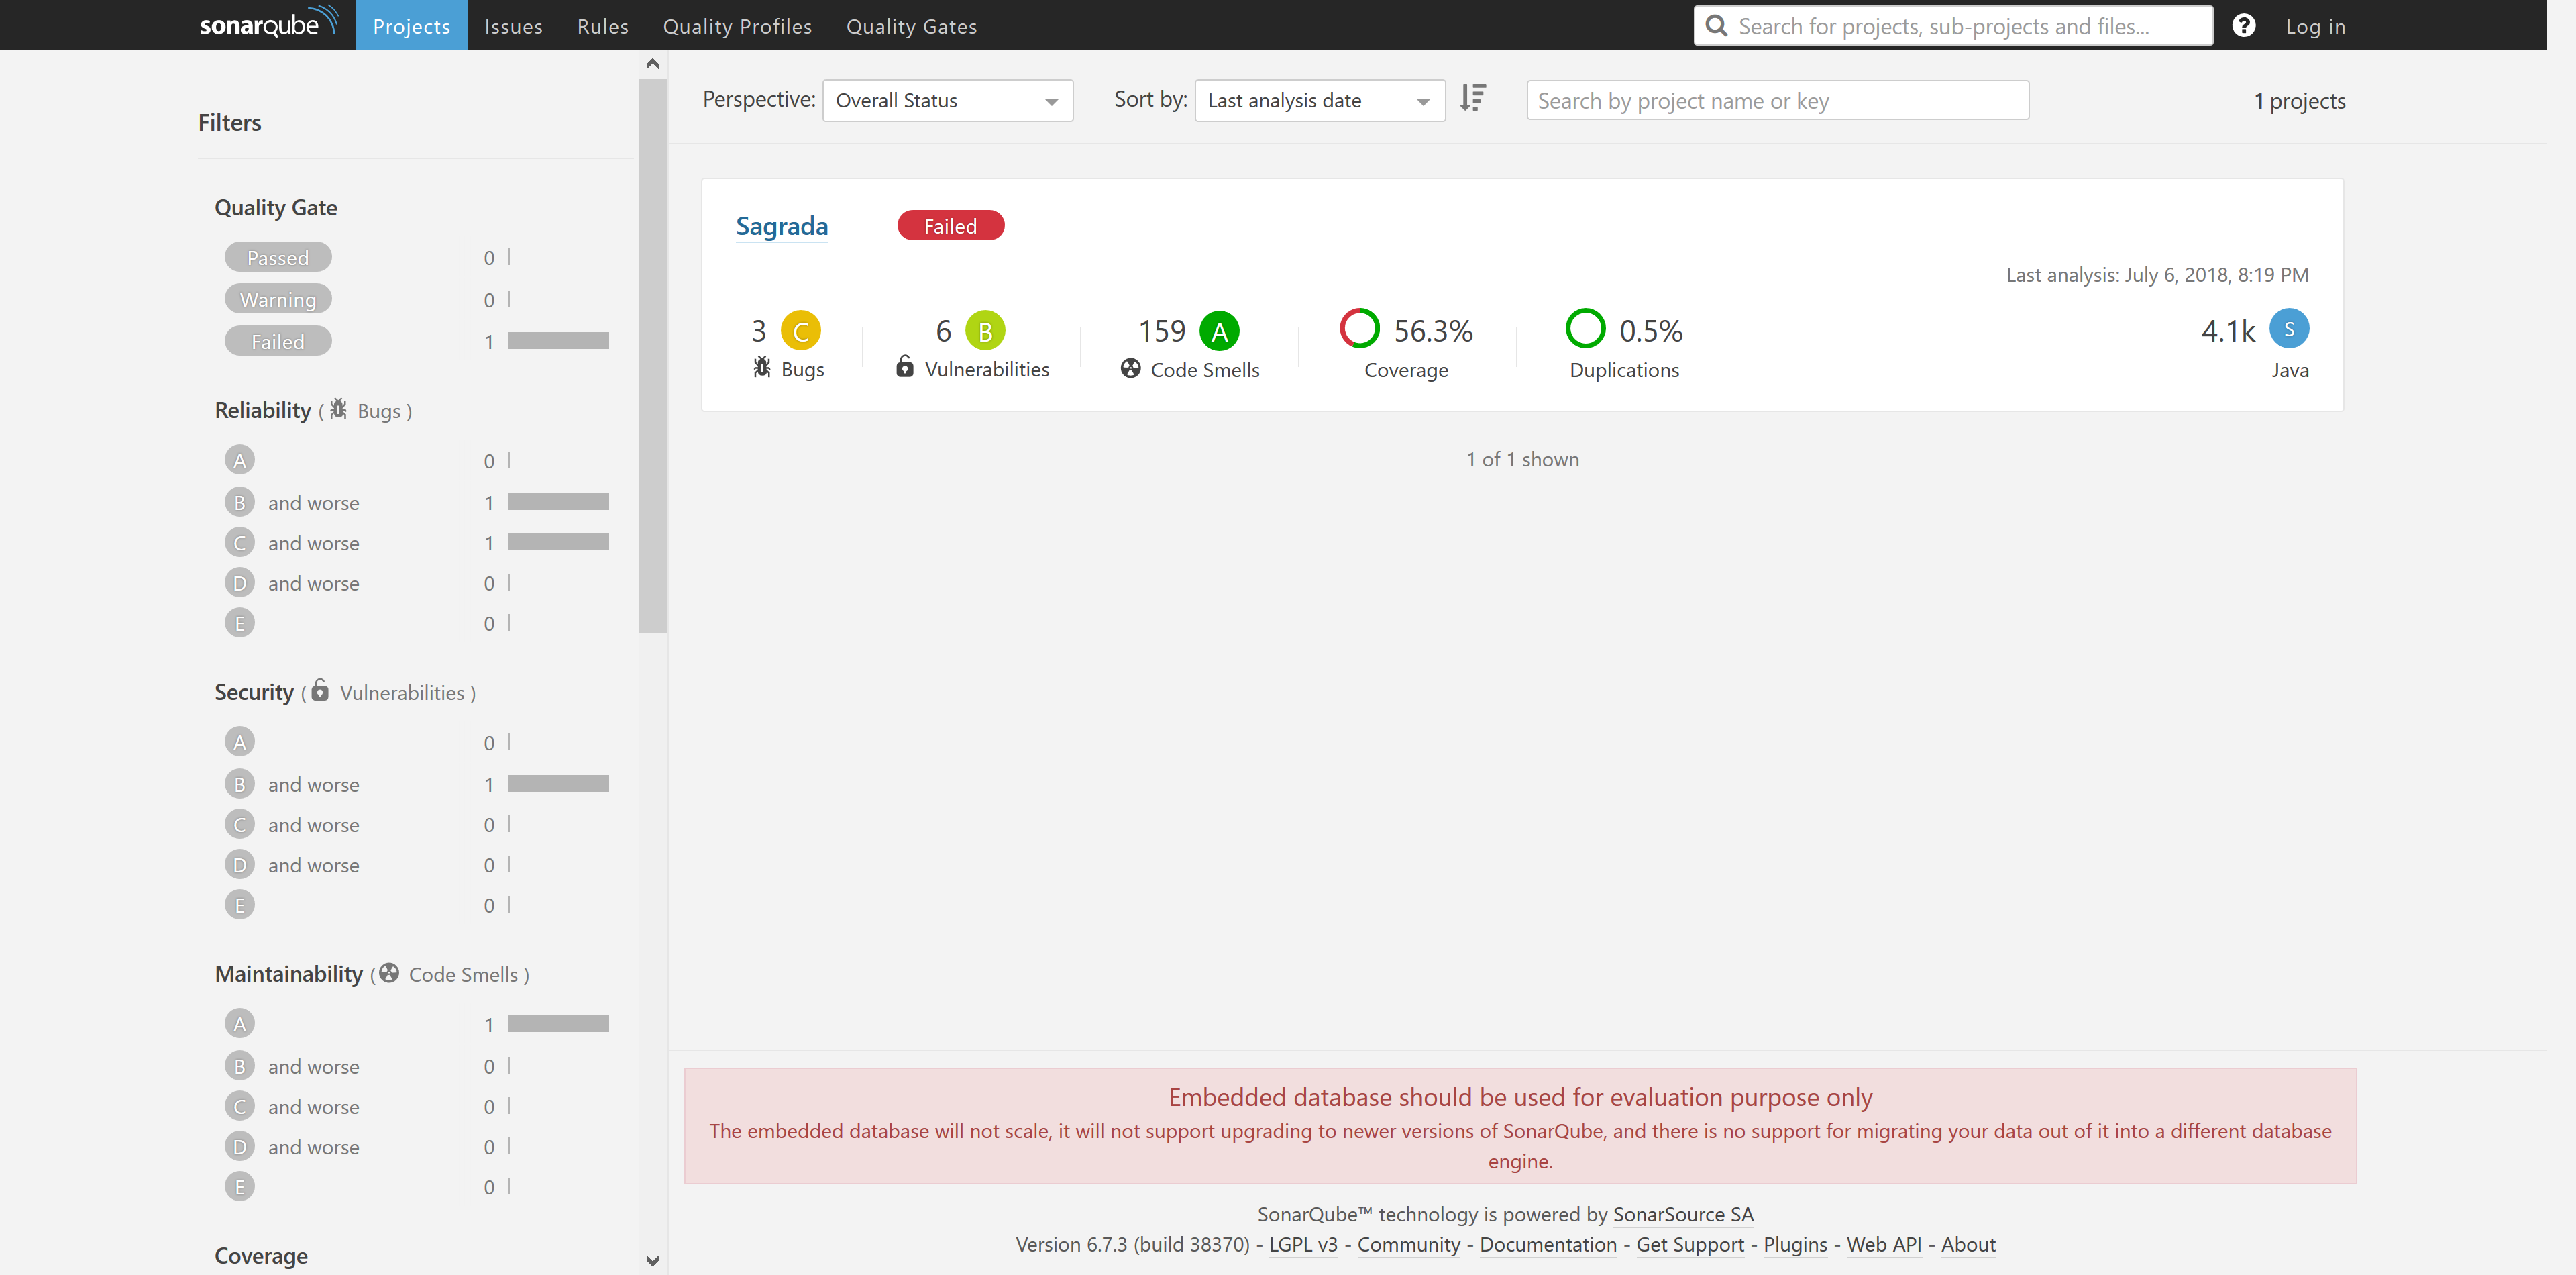 sonarqube Projects Issues Rules Quality Profiles Quality Gates Search for projects, sub-projects and files... ? Log in
Filters
Quality Gate
Passed 0
Warning 0
Failed 1
Reliability ( Bugs )
A 0
B and worse 1
C and worse 1
D and worse 0
E 0
Security ( Vulnerabilities )
A 0
B and worse 1
C and worse 0
D and worse 0
E 0
Maintainability ( Code Smells )
A 1
B and worse 0
C and worse 0
D and worse 0
E 0
Coverage
Perspective: Overall Status Sort by: Last analysis date Search by project name or key 1 projects
Sagrada Failed
Last analysis: July 6, 2018, 8:19 PM
3 C 6 B 159 A 56.3% 0.5% 4.1k S
Bugs Vulnerabilities Code Smells Coverage Duplications Java
1 of 1 shown
Embedded database should be used for evaluation purpose only
The embedded database will not scale, it will not support upgrading to newer versions of SonarQube, and there is no support for migrating your data out of it into a different database
engine.
SonarQube™ technology is powered by SonarSource SA
Version 6.7.3 (build 38370) - LGPL v3 - Community - Documentation - Get Support - Plugins - Web API - About